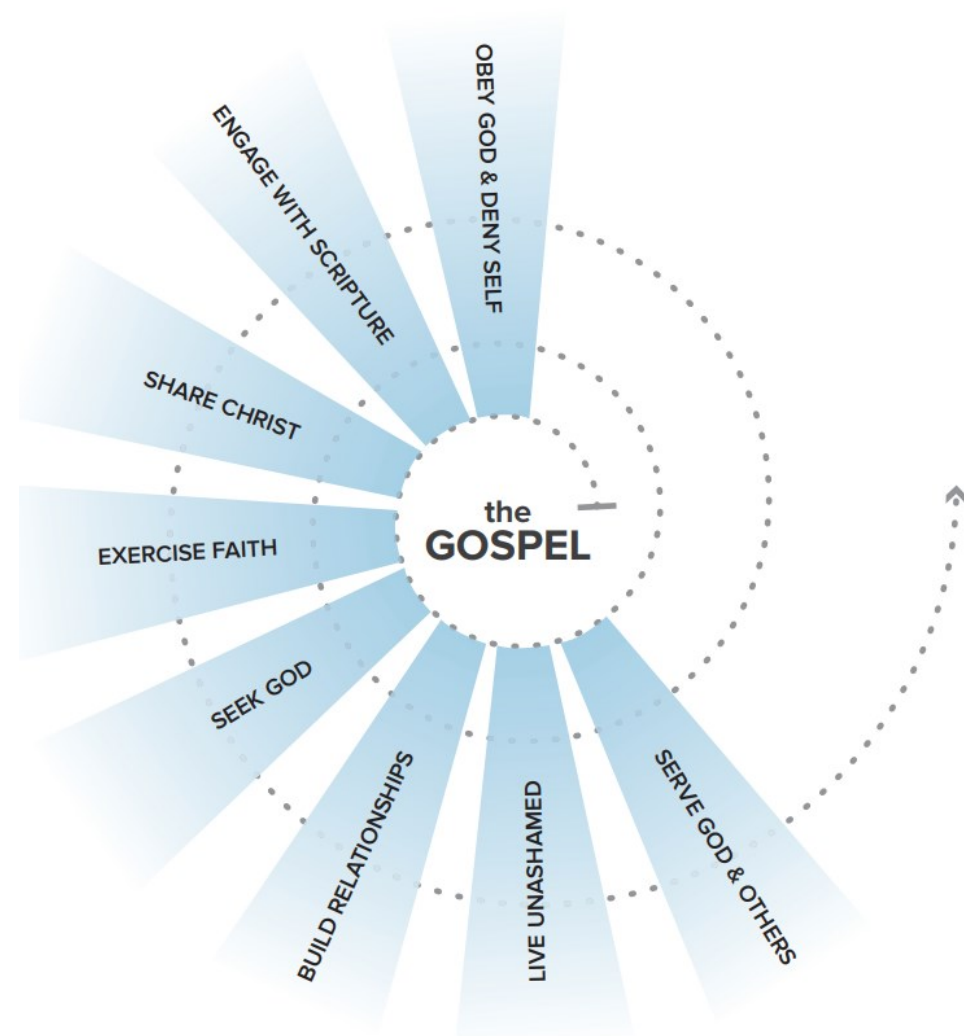 OBEY GOD & DENY SELF
ENGAGE WITH SCRIPTURE
SHARE CHRIST
EXERCISE FAITH
SEEK GOD
BUILD RELATIONSHIPS
LIVE UNASHAMED
SERVE GOD & OTHERS
the
GOSPEL